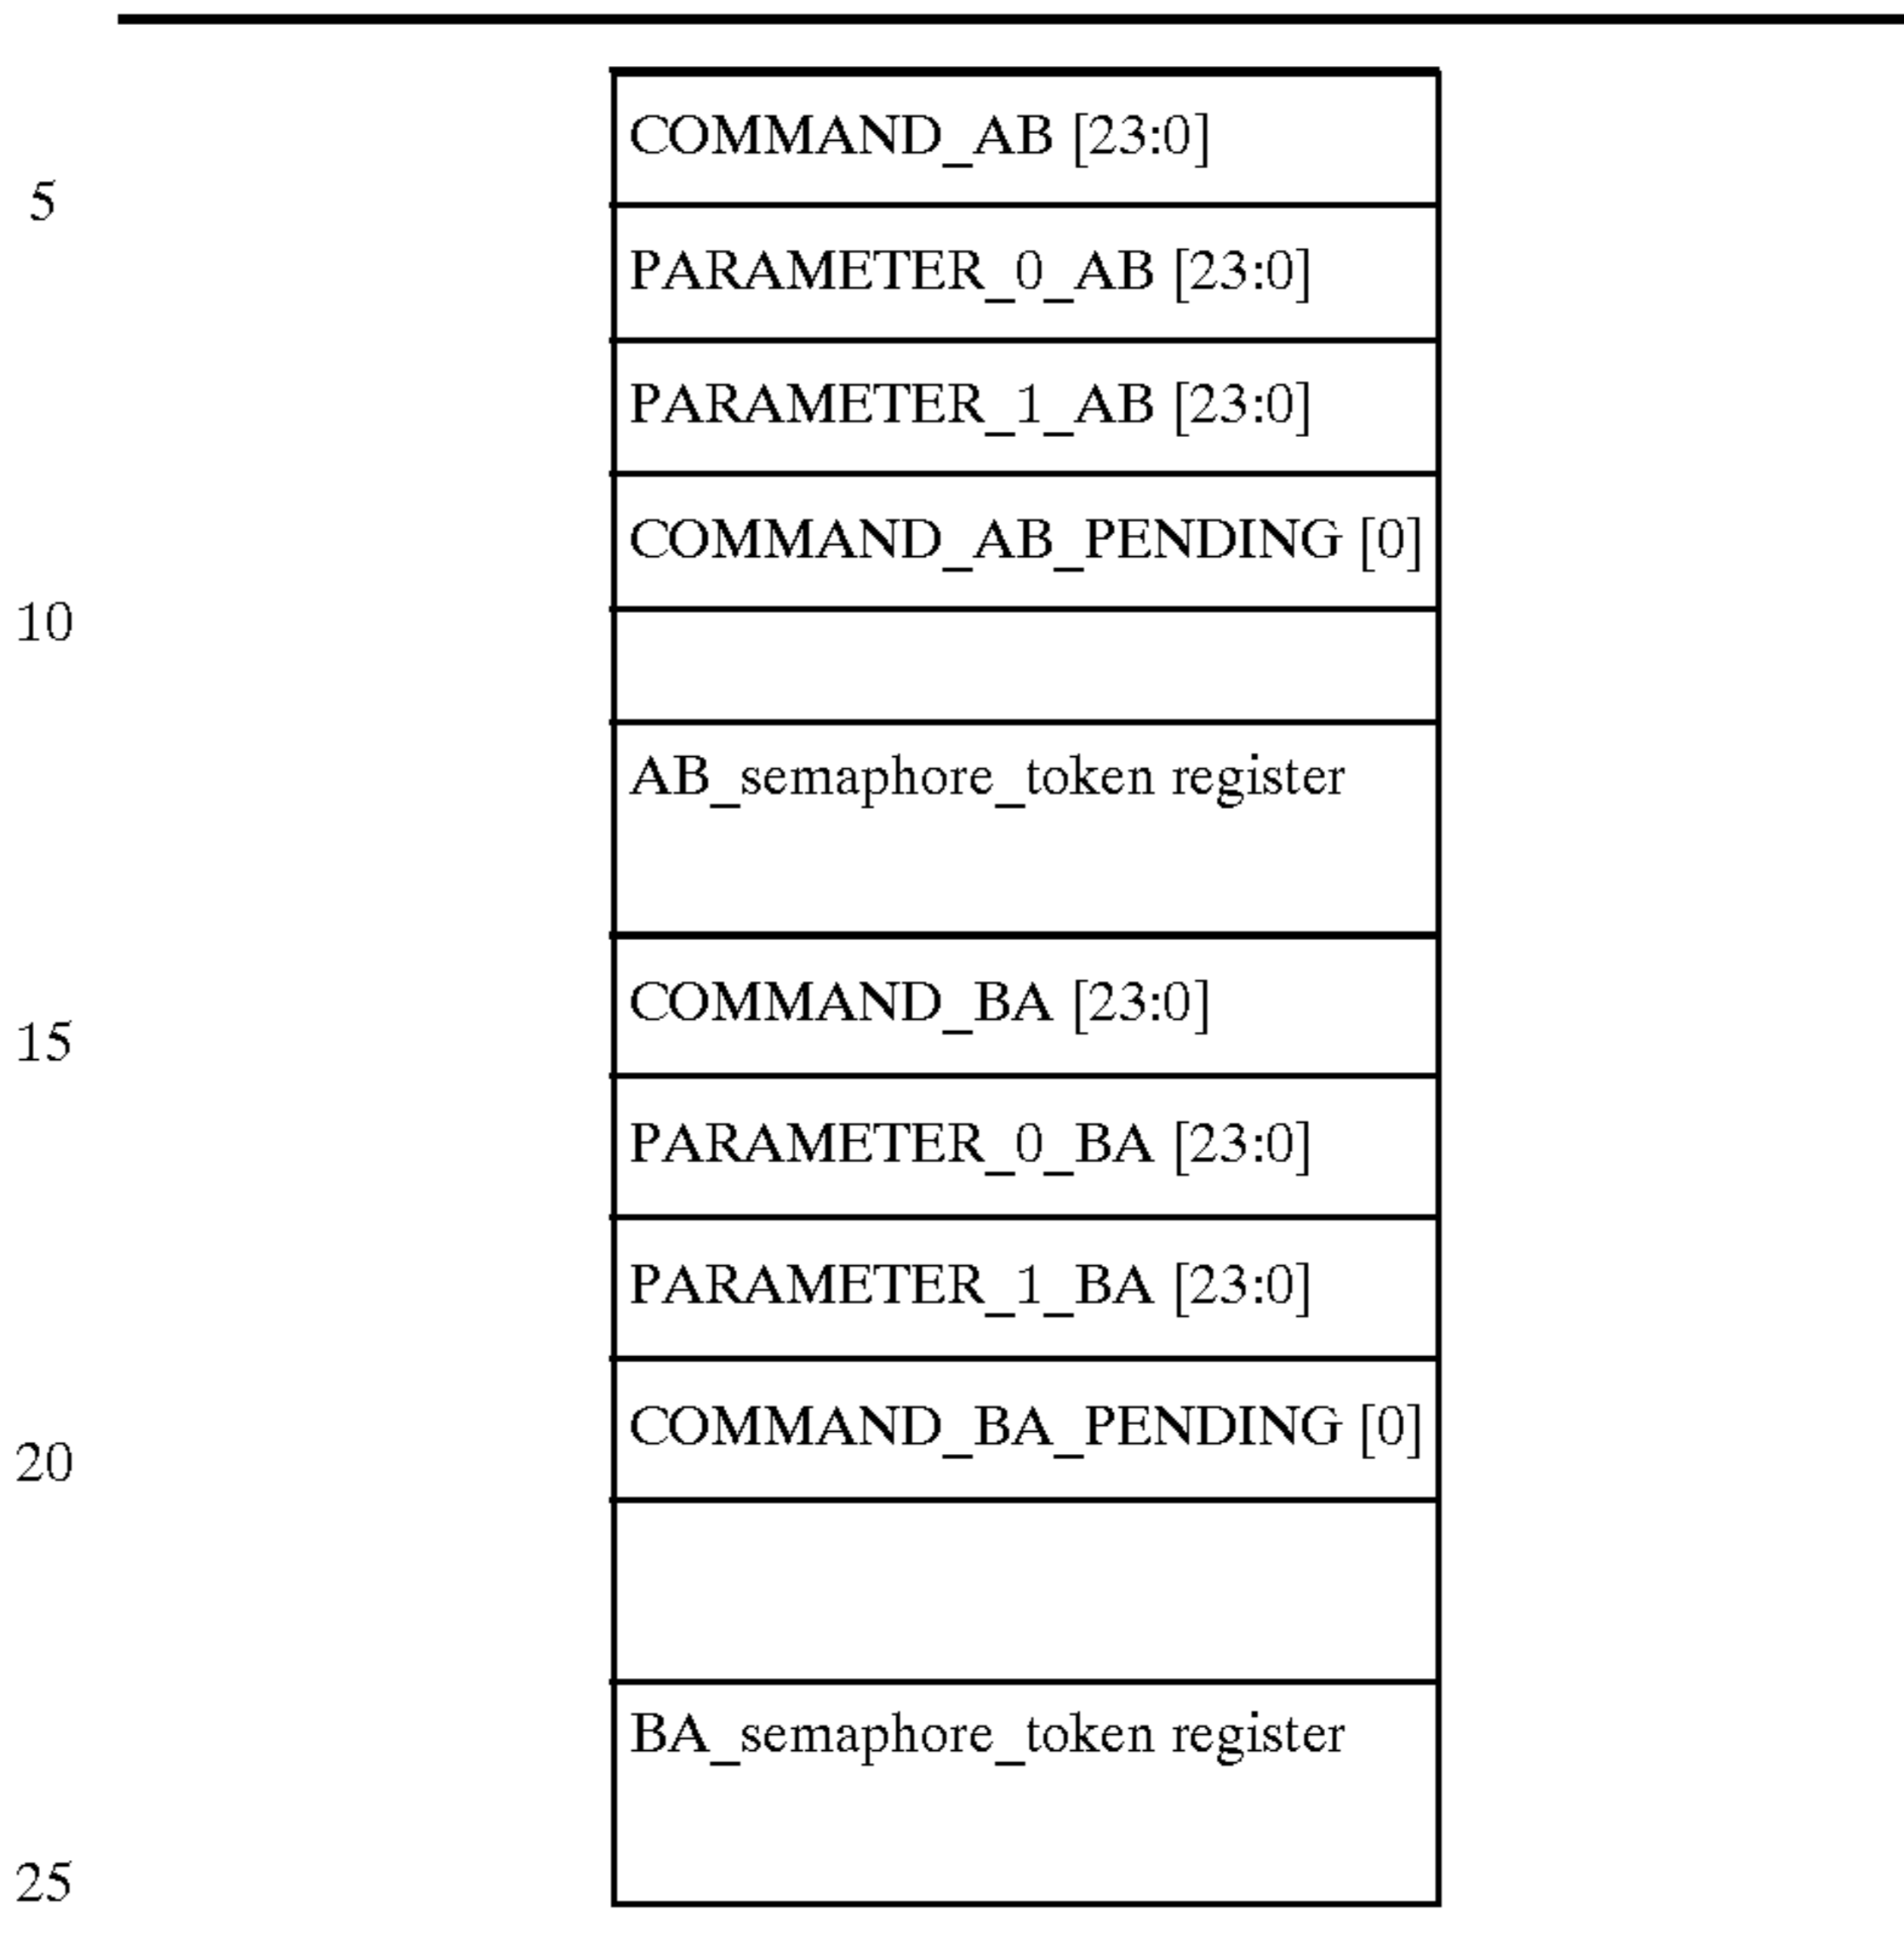 COMMAND_AB [23:0]
5
PARAMETER_0_AB [23:0]
PARAMETER_1_AB [23:0]
COMMAND_AB_PENDING [0]
10
AB_semaphore_token register
COMMAND_BA [23:0]
15
PARAMETER_0_BA [23:0]
PARAMETER_1_BA [23:0]
COMMAND_BA_PENDING [0]
20
BA_semaphore_token register
25